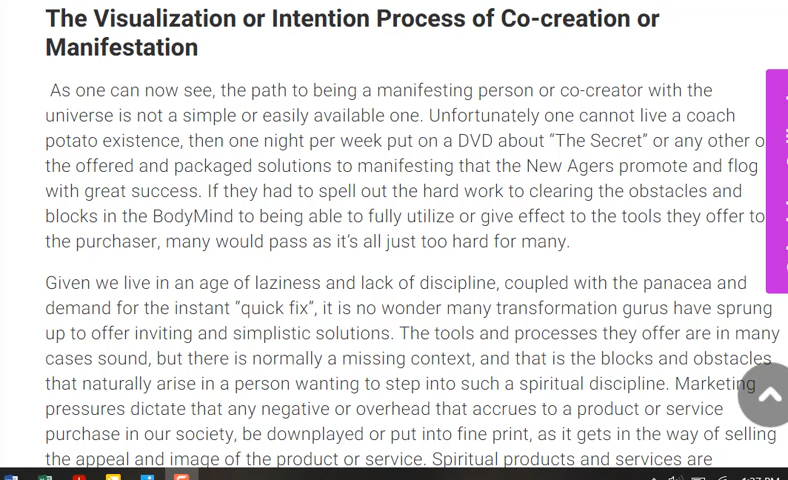 The Visualization or Intention Process of Co-creation or
Manifestation
As one can now see, the path to being a manifesting person or co-creator with the
universe is not a simple or easily available one. Unfortunately one cannot live a coach
potato existence, then one night per week put on a DVD about “The Secret” or any other o
the offered and packaged solutions to manifesting that the New Agers promote and flog
with great success. If they had to spell out the hard work to clearing the obstacles and
blocks in the BodyMind to being able to fully utilize or give effect to the tools they offer to
the purchaser, many would pass as it’s all just too hard for many.
Given we live in an age of laziness and lack of discipline, coupled with the panacea and
demand for the instant “quick fix”, it is no wonder many transformation gurus have sprung
up to offer inviting and simplistic solutions. The tools and processes they offer are in many
cases sound, but there is normally a missing context, and that is the blocks and obstacles
that naturally arise in a person wanting to step into such a spiritual discipline. Marketing
pressures dictate that any negative or overhead that accrues to a product or service
purchase in our society, be downplayed or put into fine print, as it gets in the way of selling
the appeal and image of the product or service. Spiritual products and services are